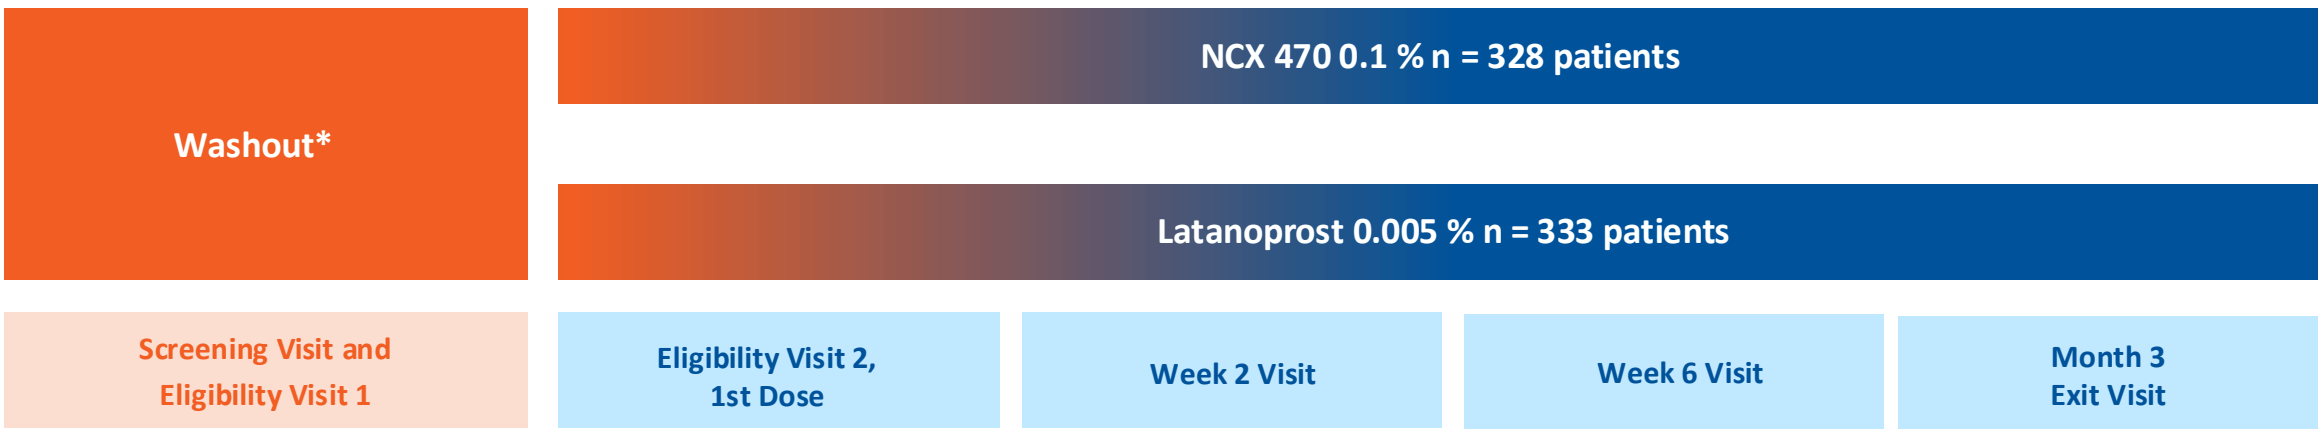 Washout*
NCX 470 0.1 % n = 328 patients
Latanoprost 0.005 % n = 333 patients
Screening Visit and
Eligibility Visit 1
Eligibility Visit 2,
1st Dose
Week 2 Visit
Week 6 Visit
Month 3
Exit Visit